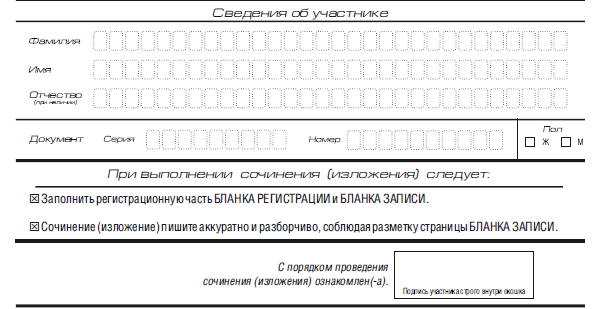 Сведения об участнике
Фамилия
Имя
Отчество
(при наличии)
Документ Серия Номер Пол
Ж М
При выполнении сочинения (изложения) следует:
Заполнить регистрационную часть БЛАНКА РЕГИСТРАЦИИ и БЛАНКА ЗАПИСИ.
Сочинение (изложение) пишите аккуратно и разборчиво, соблюдая разметку страницы БЛАНКА ЗАПИСИ.
С порядком проведения
сочинения (изложения) ознакомлен(-а).
Подпись участника строго внутри окошка